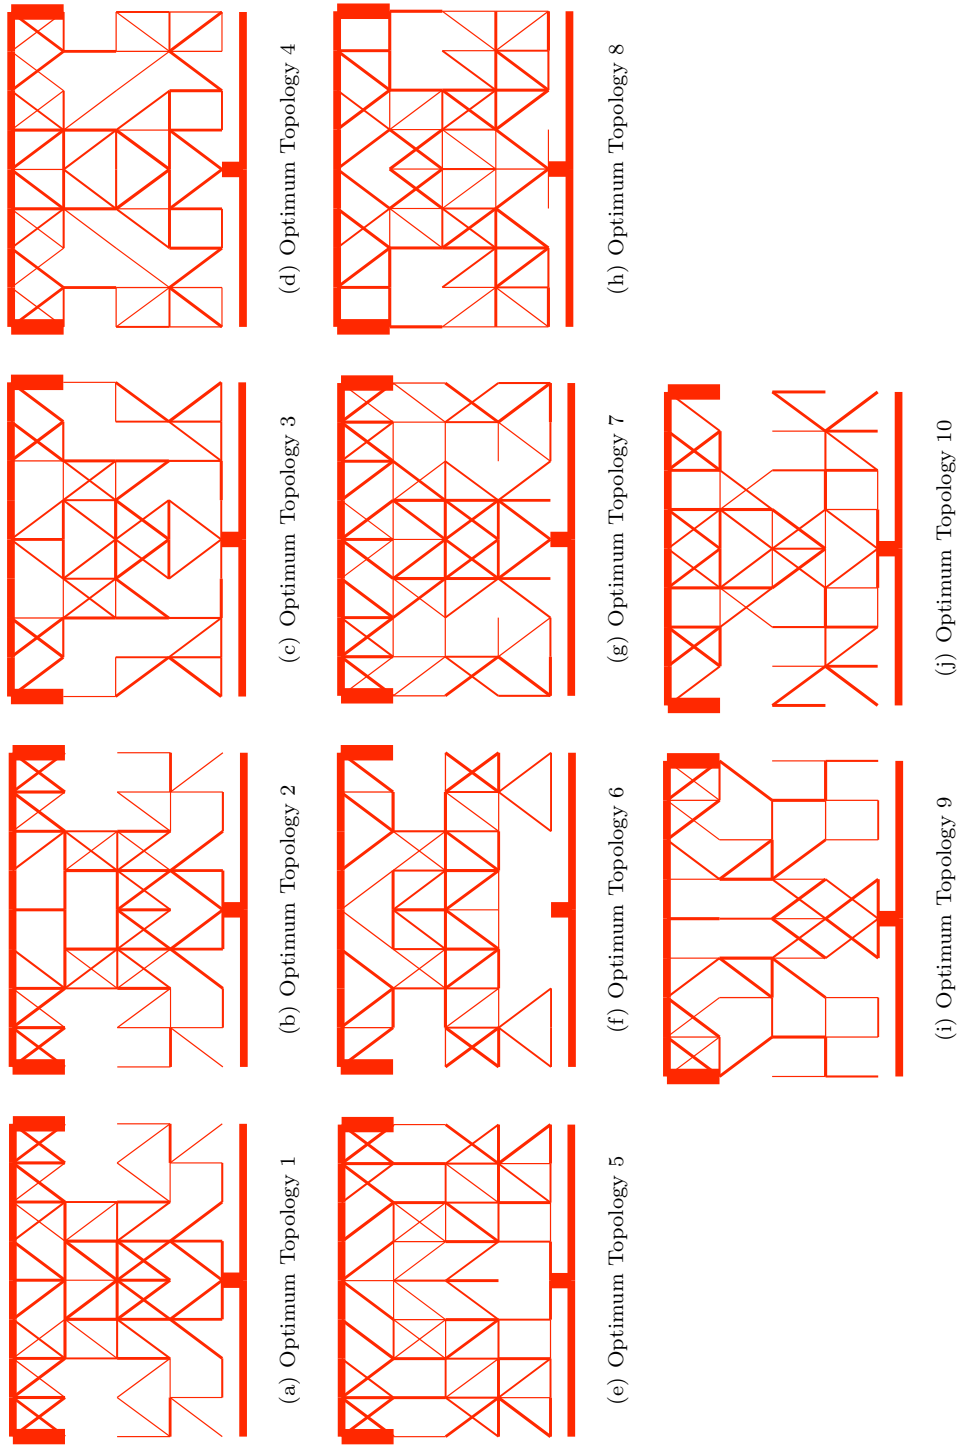 (a) Optimum Topology 1
(b) Optimum Topology 2
(c) Optimum Topology 3
(d) Optimum Topology 4
(e) Optimum Topology 5
(f) Optimum Topology 6
(g) Optimum Topology 7
(h) Optimum Topology 8
(i) Optimum Topology 9
(j) Optimum Topology 10